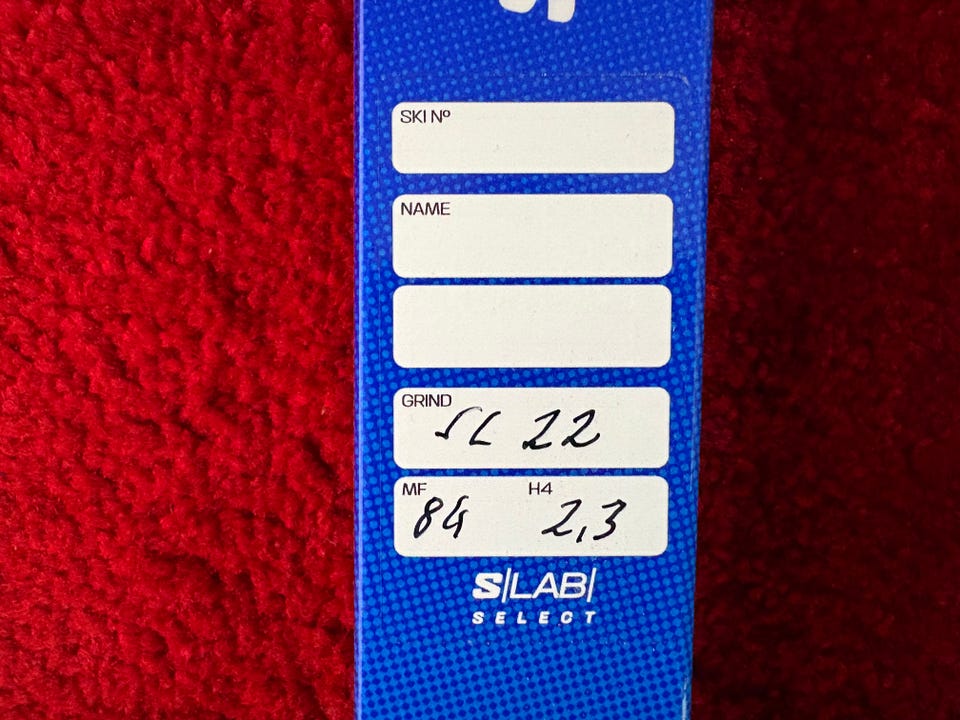 SKI Nº
NAME
GRIND
SL 22
MF H4
84 2,3
S/LAB/
SELECT